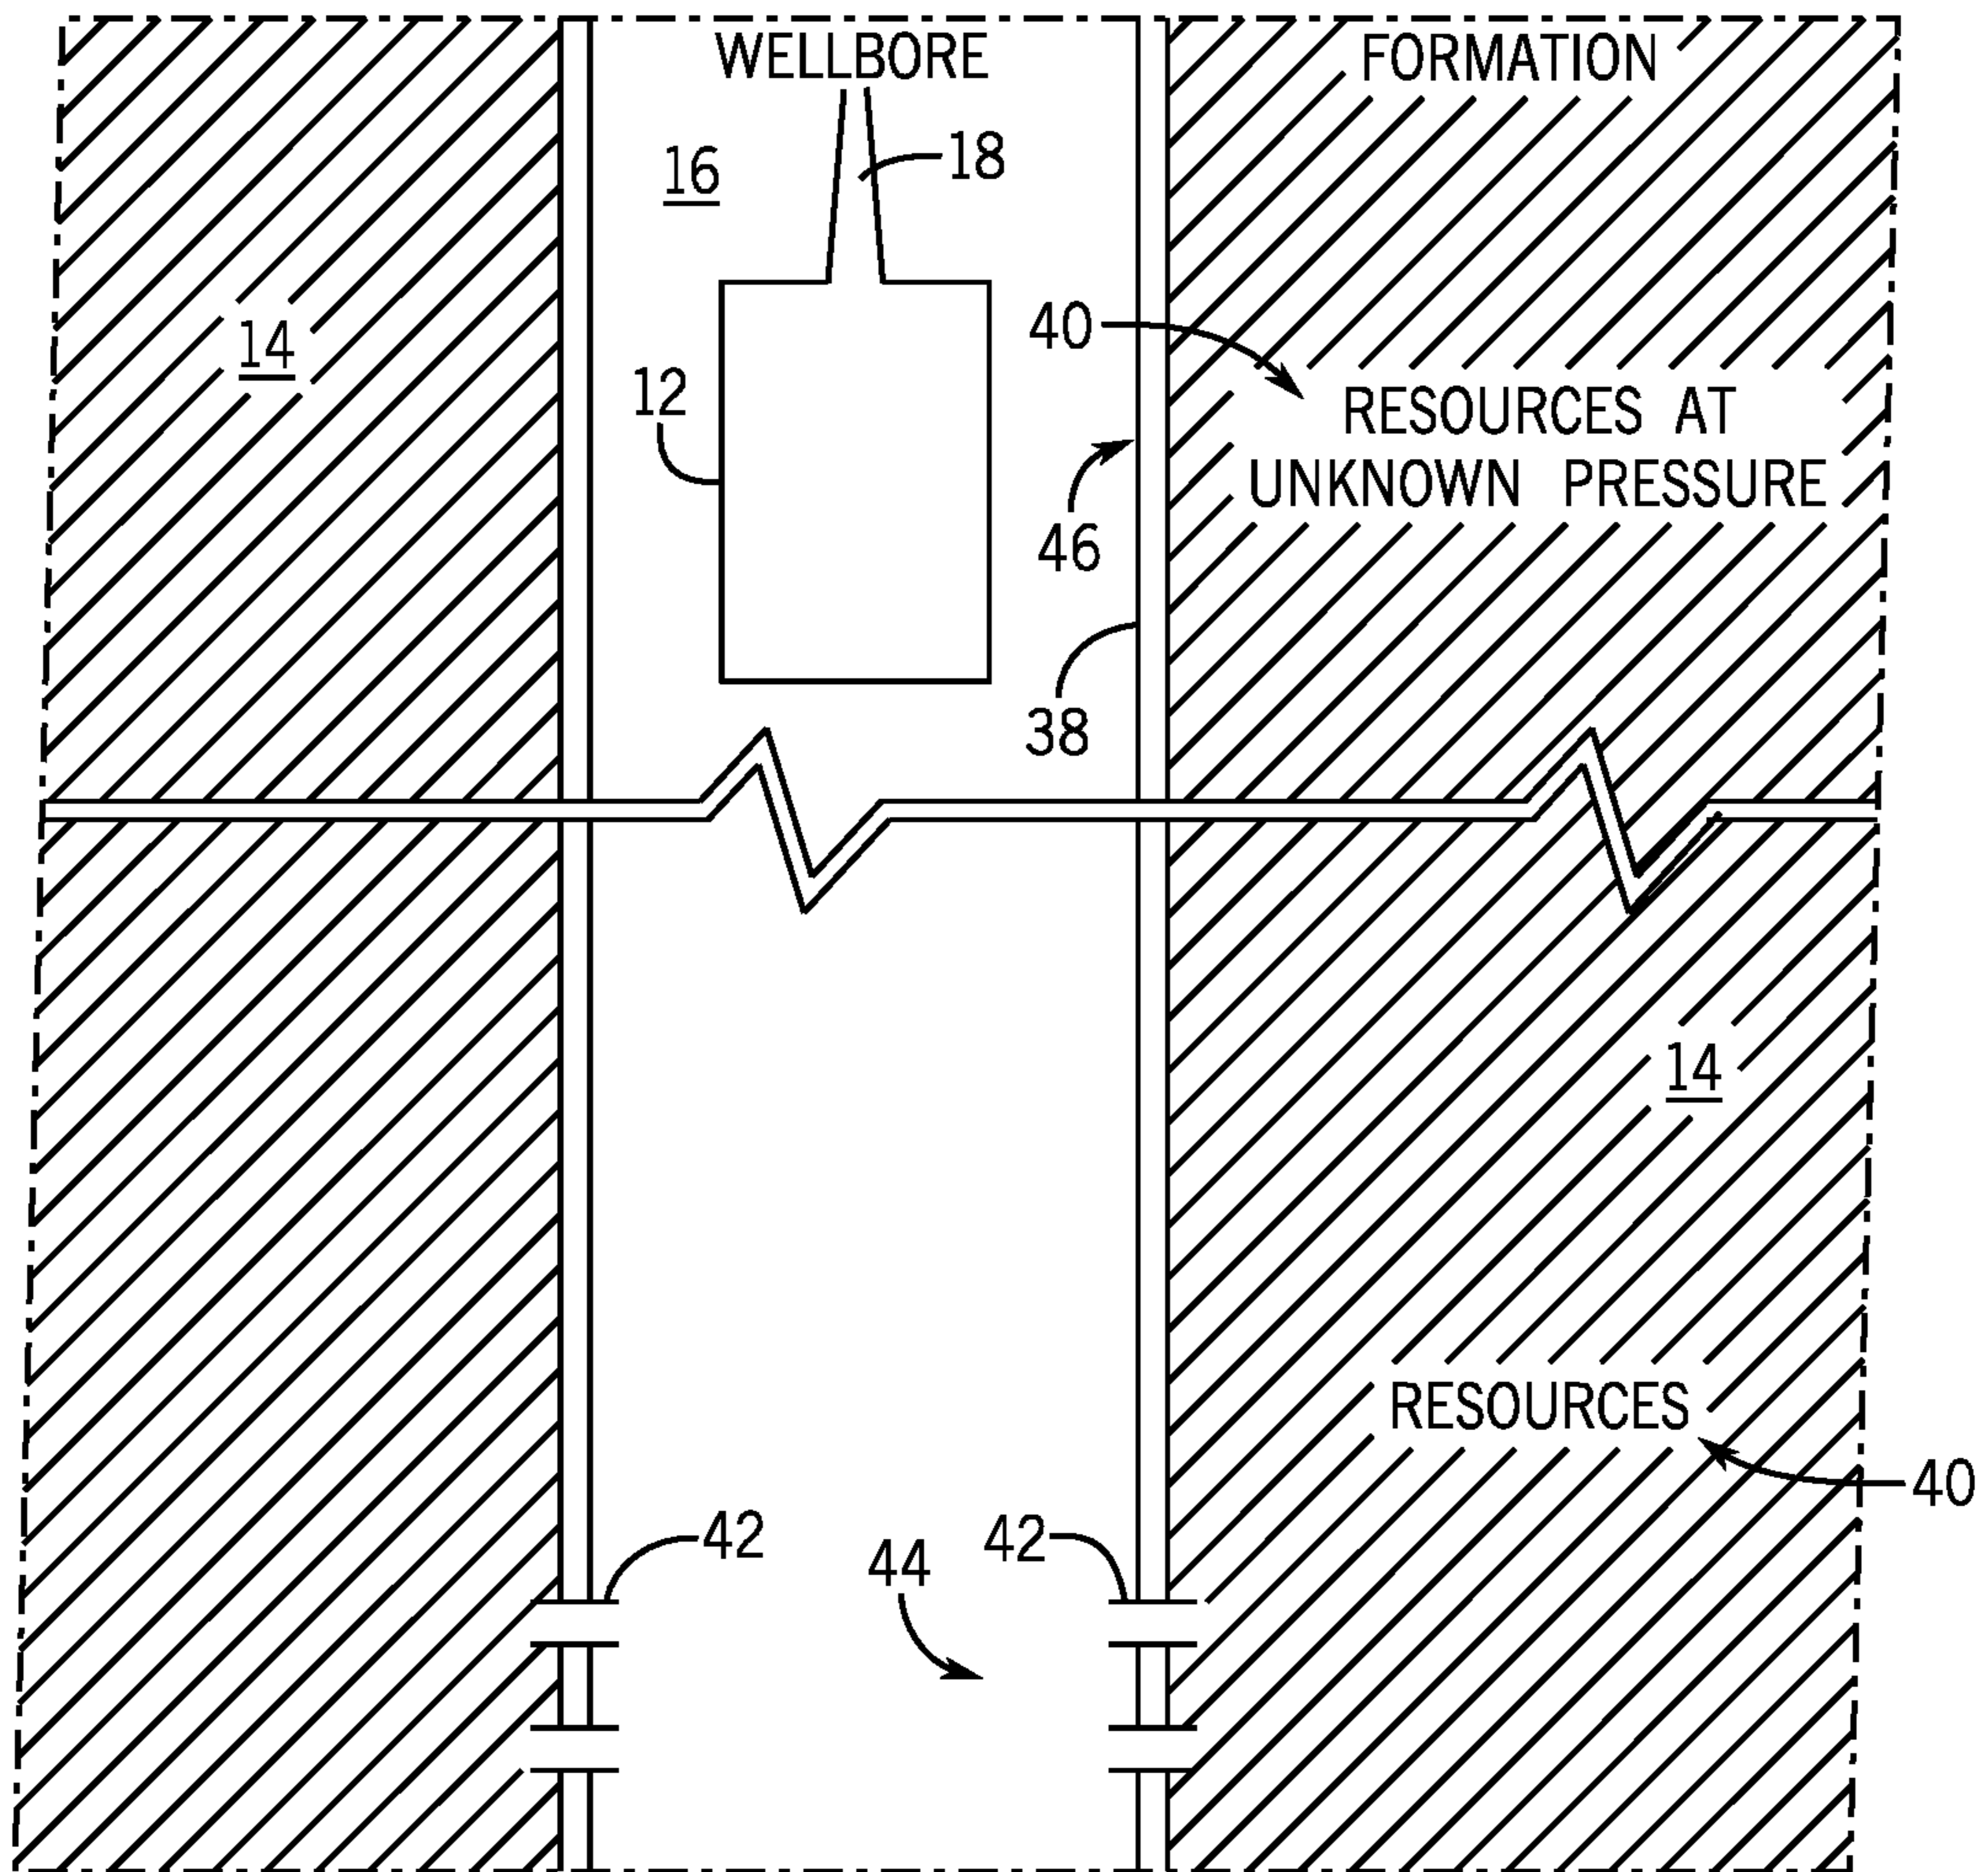 WELLBORE
FORMATION
16
18
14
40
12
RESOURCES AT
UNKNOWN PRESSURE
46
38
14
RESOURCES
40
42
44
42